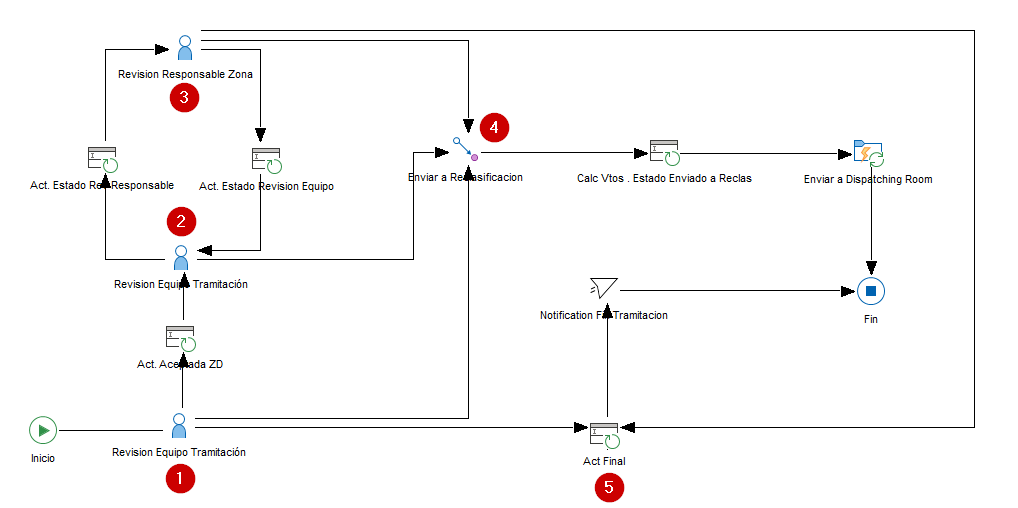 Revision Responsable Zona
3
4
Act. Estado Rev Responsable
Act. Estado Revision Equipo
Enviar a Reclasificacion
Calc Vtos . Estado Enviado a Reclas
Enviar a Dispatching Room
2
Revision Equipo Tramitación
Notification Fin Tramitacion
Fin
Act. Aceptada ZD
Inicio
Revision Equipo Tramitación
Act Final
1
5